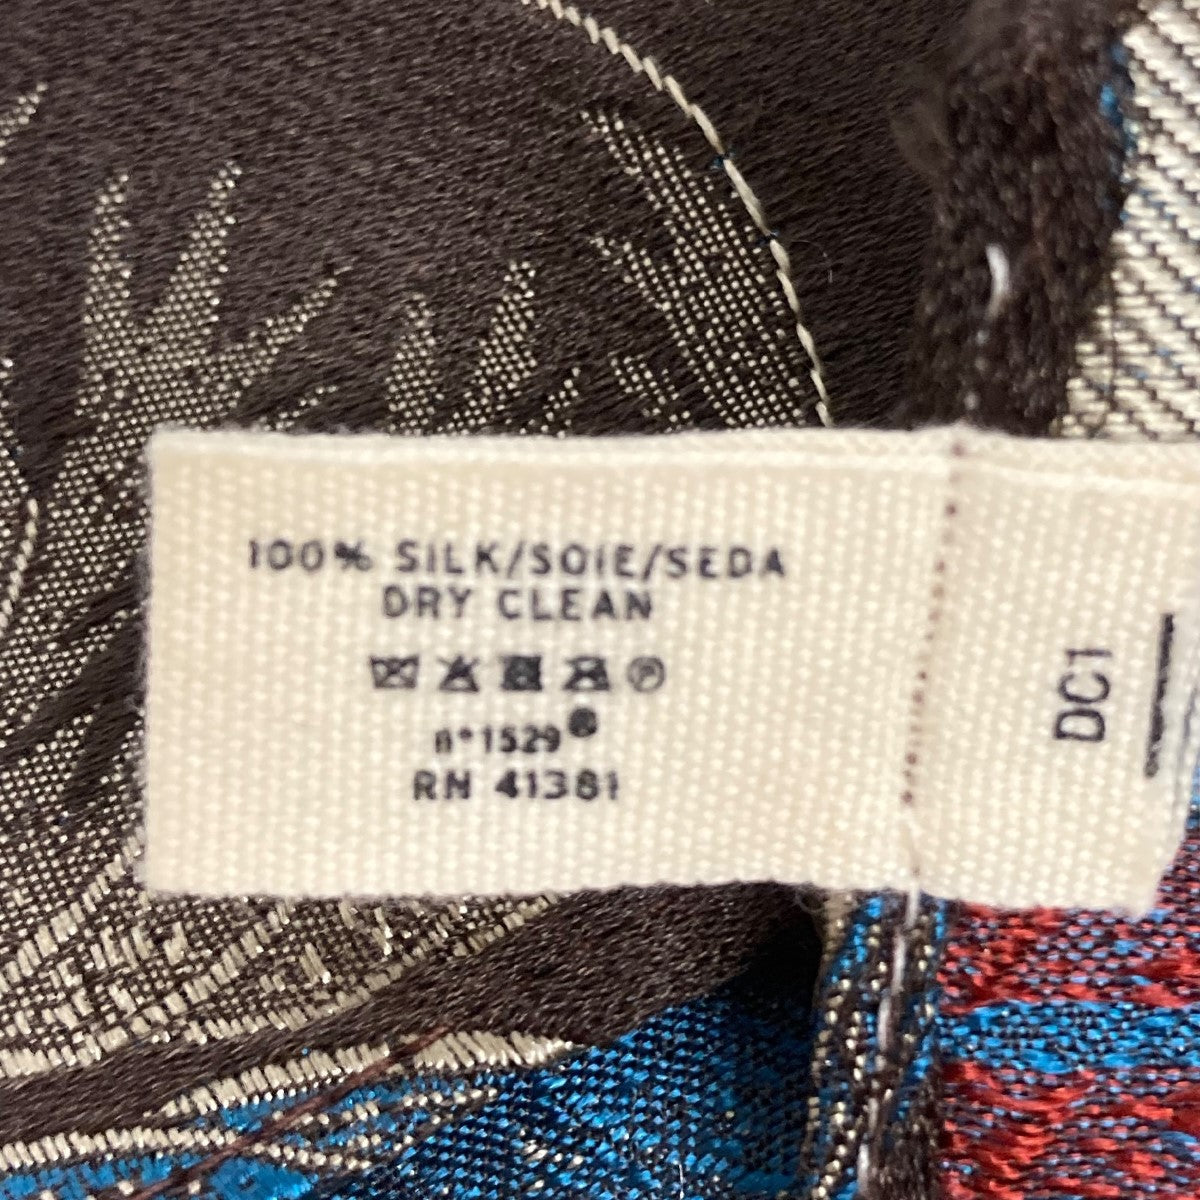 100% SILK/SOIE/SEDA
DRY CLEAN
n°1529®
RN 41381
DC1